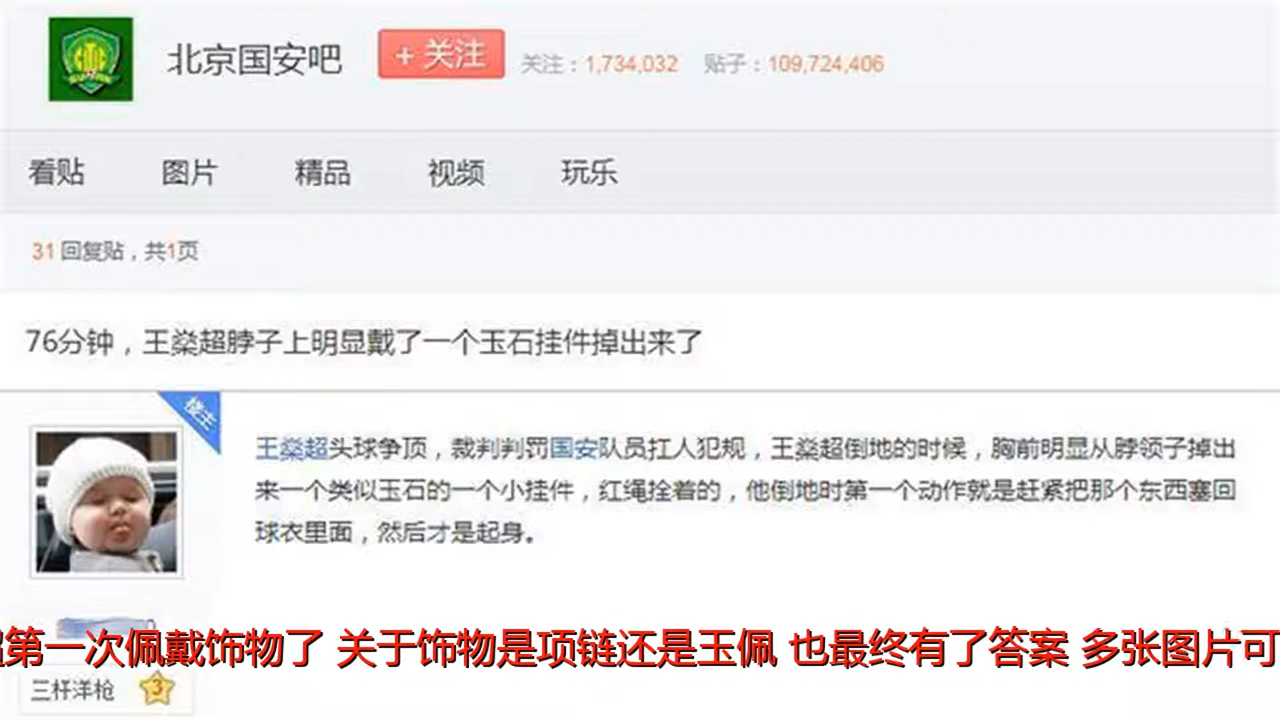 北京国安吧
+ 关注
关注：1,734,032 贴子：109,724,406
看贴 图片 精品 视频 玩乐
31 回复贴，共1页
76分钟，王燊超脖子上明显戴了一个玉石挂件掉出来了
楼主
王燊超头球争顶，裁判判罚国安队员扛人犯规，王燊超倒地的时候，胸前明显从脖领子掉出
来一个类似玉石的一个小挂件，红绳拴着的，他倒地时第一个动作就是赶紧把那个东西塞回
球衣里面，然后才是起身。
第一次佩戴饰物了 关于饰物是项链还是玉佩 也最终有了答案 多张图片可
三杆洋枪 3